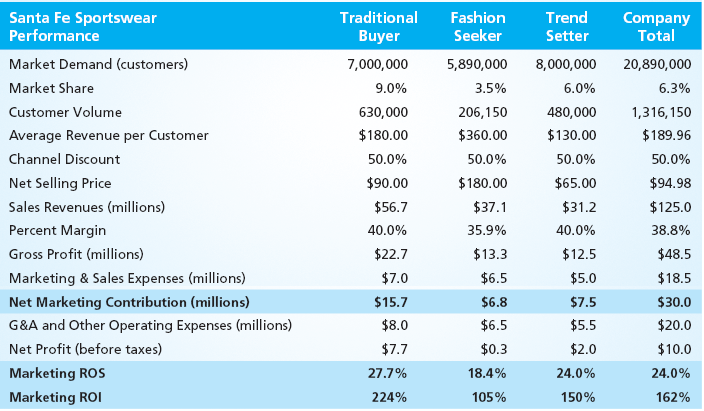 Santa Fe Sportswear Performance Traditional Buyer Fashion Seeker Trend Setter Company Total
Market Demand (customers) 7,000,000 5,890,000 8,000,000 20,890,000
Market Share 9.0% 3.5% 6.0% 6.3%
Customer Volume 630,000 206,150 480,000 1,316,150
Average Revenue per Customer $180.00 $360.00 $130.00 $189.96
Channel Discount 50.0% 50.0% 50.0% 50.0%
Net Selling Price $90.00 $180.00 $65.00 $94.98
Sales Revenues (millions) $56.7 $37.1 $31.2 $125.0
Percent Margin 40.0% 35.9% 40.0% 38.8%
Gross Profit (millions) $22.7 $13.3 $12.5 $48.5
Marketing & Sales Expenses (millions) $7.0 $6.5 $5.0 $18.5
Net Marketing Contribution (millions) $15.7 $6.8 $7.5 $30.0
G&A and Other Operating Expenses (millions) $8.0 $6.5 $5.5 $20.0
Net Profit (before taxes) $7.7 $0.3 $2.0 $10.0
Marketing ROS 27.7% 18.4% 24.0% 24.0%
Marketing ROI 224% 105% 150% 162%